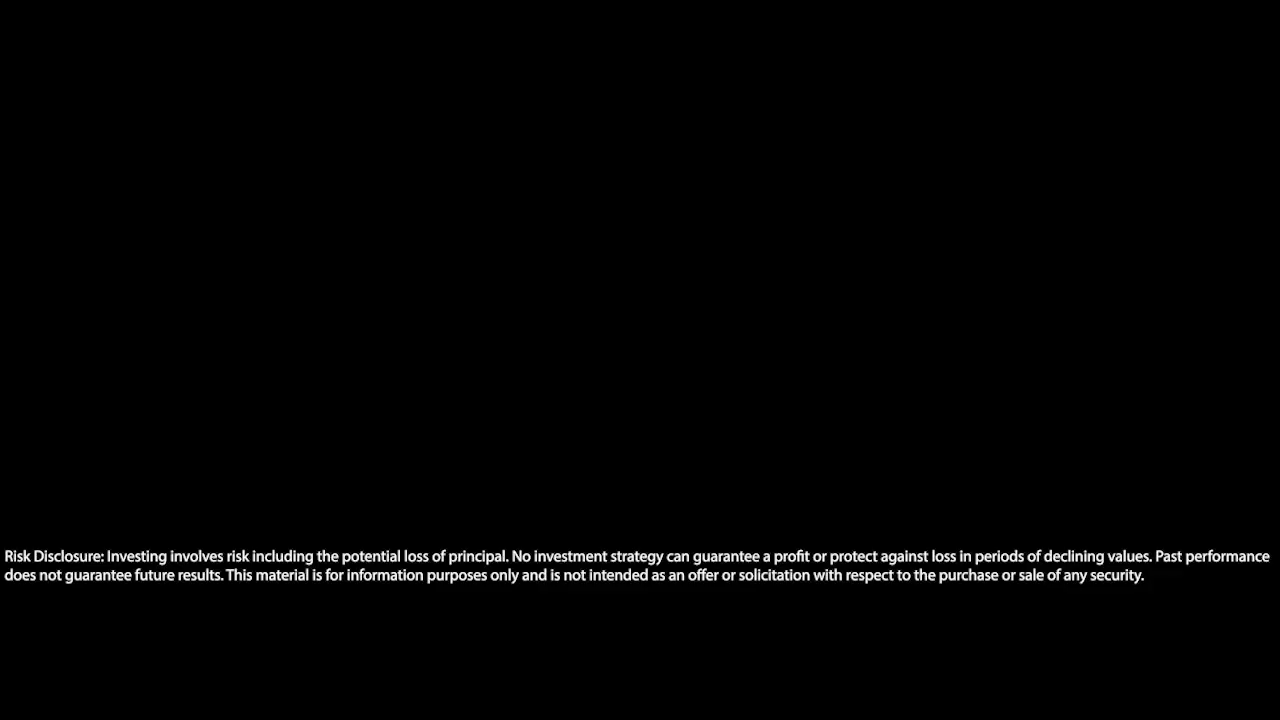 Risk Disclosure: Investing involves risk including the potential loss of principal. No investment strategy can guarantee a profit or protect against loss in periods of declining values. Past performance
does not guarantee future results. This material is for information purposes only and is not intended as an offer or solicitation with respect to the purchase or sale of any security.